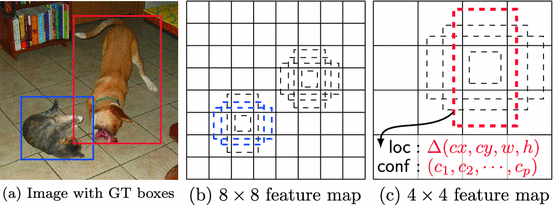 loc : Δ(cx, cy, w, h)
conf : (c₁, c₂, ⋯, cₚ)
(a) Image with GT boxes
(b) 8 × 8 feature map
(c) 4 × 4 feature map